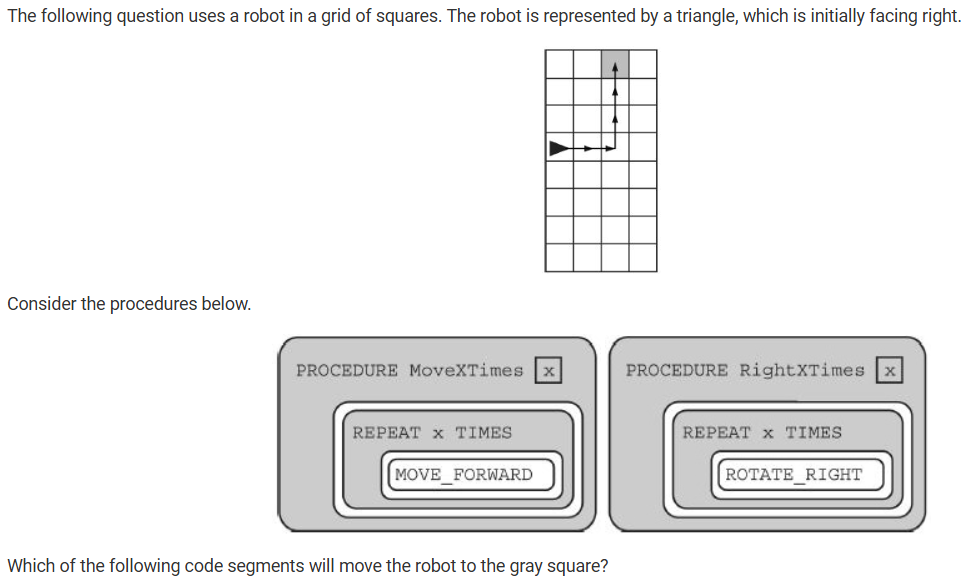 The following question uses a robot in a grid of squares. The robot is represented by a triangle, which is initially facing right.
Consider the procedures below.
PROCEDURE MoveXTimes x
REPEAT x TIMES
MOVE_FORWARD
PROCEDURE RightXTimes x
REPEAT x TIMES
ROTATE_RIGHT
Which of the following code segments will move the robot to the gray square?